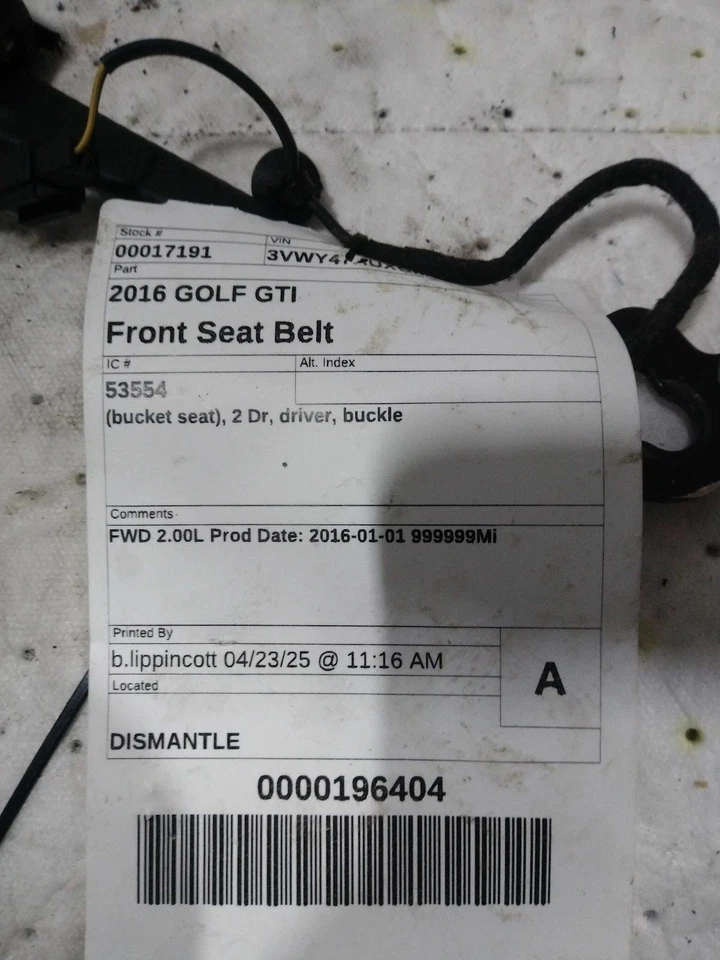 Stock #
VIN
00017191
Part
2016 GOLF GTI
Front Seat Belt
IC #
Alt. Index
53554
(bucket seat), 2 Dr, driver, buckle
Comments
FWD 2.00L Prod Date: 2016-01-01 999999Mi
Printed By
b.lippincott 04/23/25 @ 11:16 AM
A
Located
DISMANTLE
0000196404